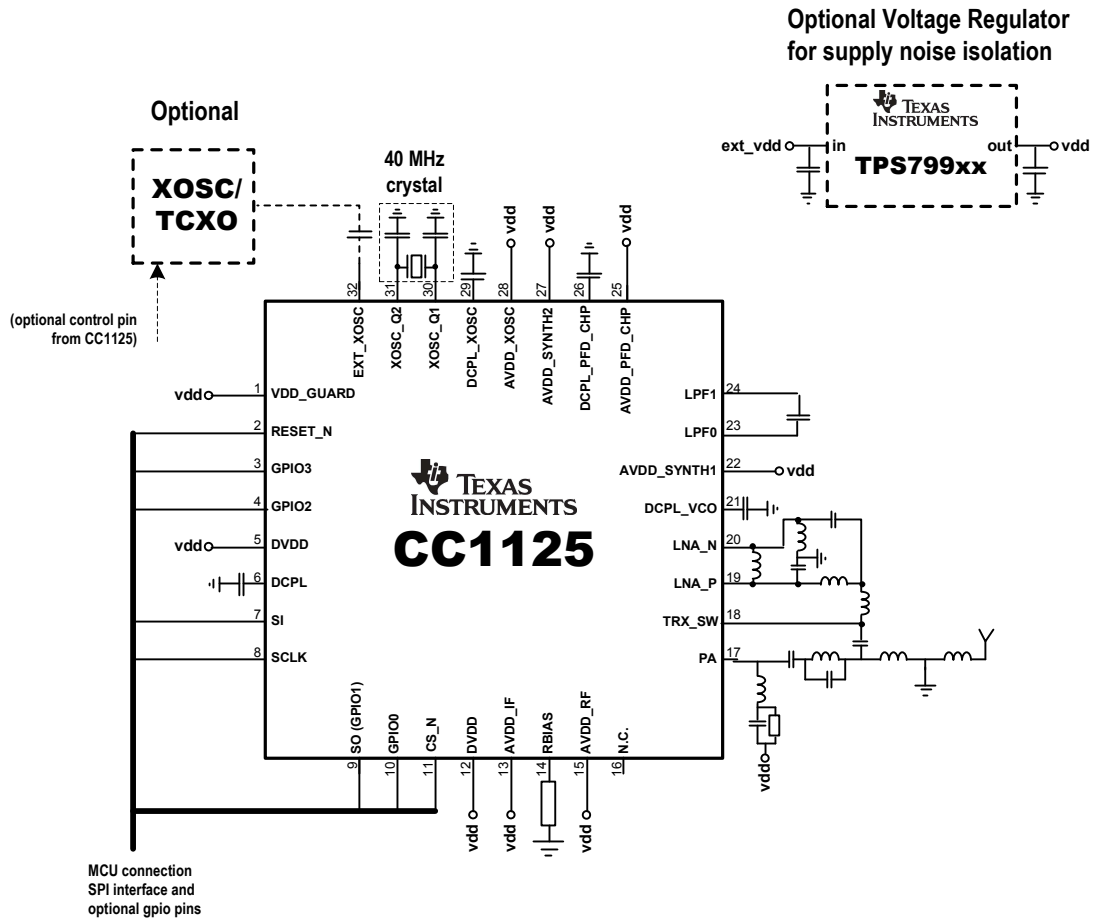 Optional Voltage Regulator
for supply noise isolation
TEXAS
INSTRUMENTS
ext_vdd
in
out
vdd
TPS799xx
Optional
XOSC/
TCXO
40 MHz
crystal
(optional control pin
from CC1125)
vdd
vdd
vdd
32
31
30
29
28
27
26
25
EXT_XOSC
XOSC_Q2
XOSC_Q1
DCPL_XOSC
AVDD_XOSC
AVDD_SYNTH2
DCPL_PFD_CHP
AVDD_PFD_CHP
vdd
1
VDD_GUARD
2
RESET_N
3
GPIO3
4
GPIO2
vdd
5
DVDD
6
DCPL
7
SI
8
SCLK
TEXAS
INSTRUMENTS
CC1125
LPF1
24
LPF0
23
AVDD_SYNTH1
22
vdd
DCPL_VCO
21
LNA_N
20
LNA_P
19
TRX_SW
18
PA
17
vdd
SO (GPIO1)
GPIO0
CS_N
DVDD
AVDD_IF
RBIAS
AVDD_RF
N.C.
9
10
11
12
13
14
15
16
vdd
vdd
vdd
MCU connection
SPI interface and
optional gpio pins